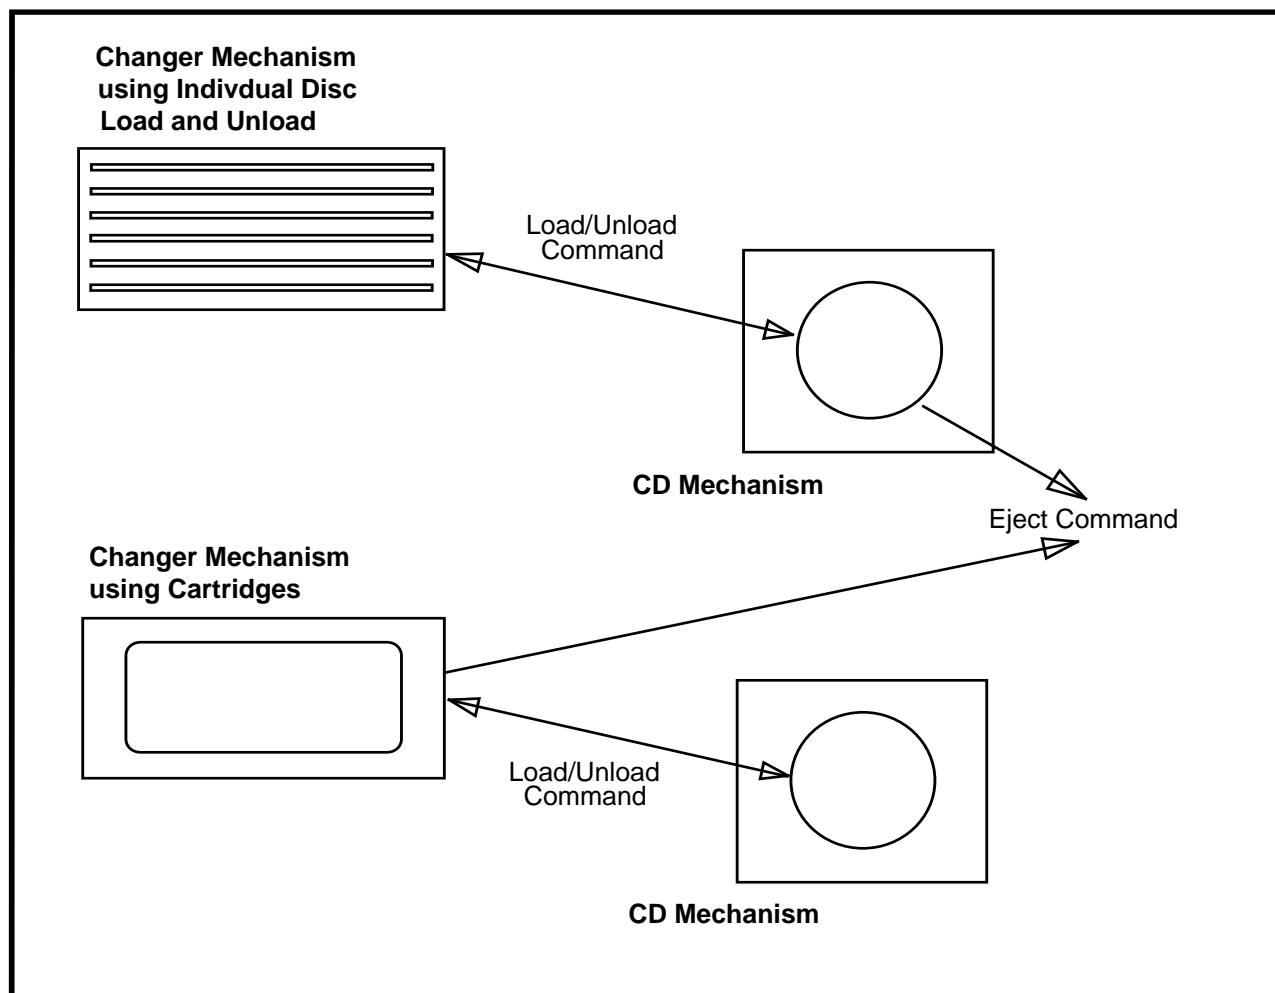 Changer Mechanism
using Indivdual Disc
Load and Unload
Load/Unload
Command
CD Mechanism
Eject Command
Changer Mechanism
using Cartridges
Load/Unload
Command
CD Mechanism